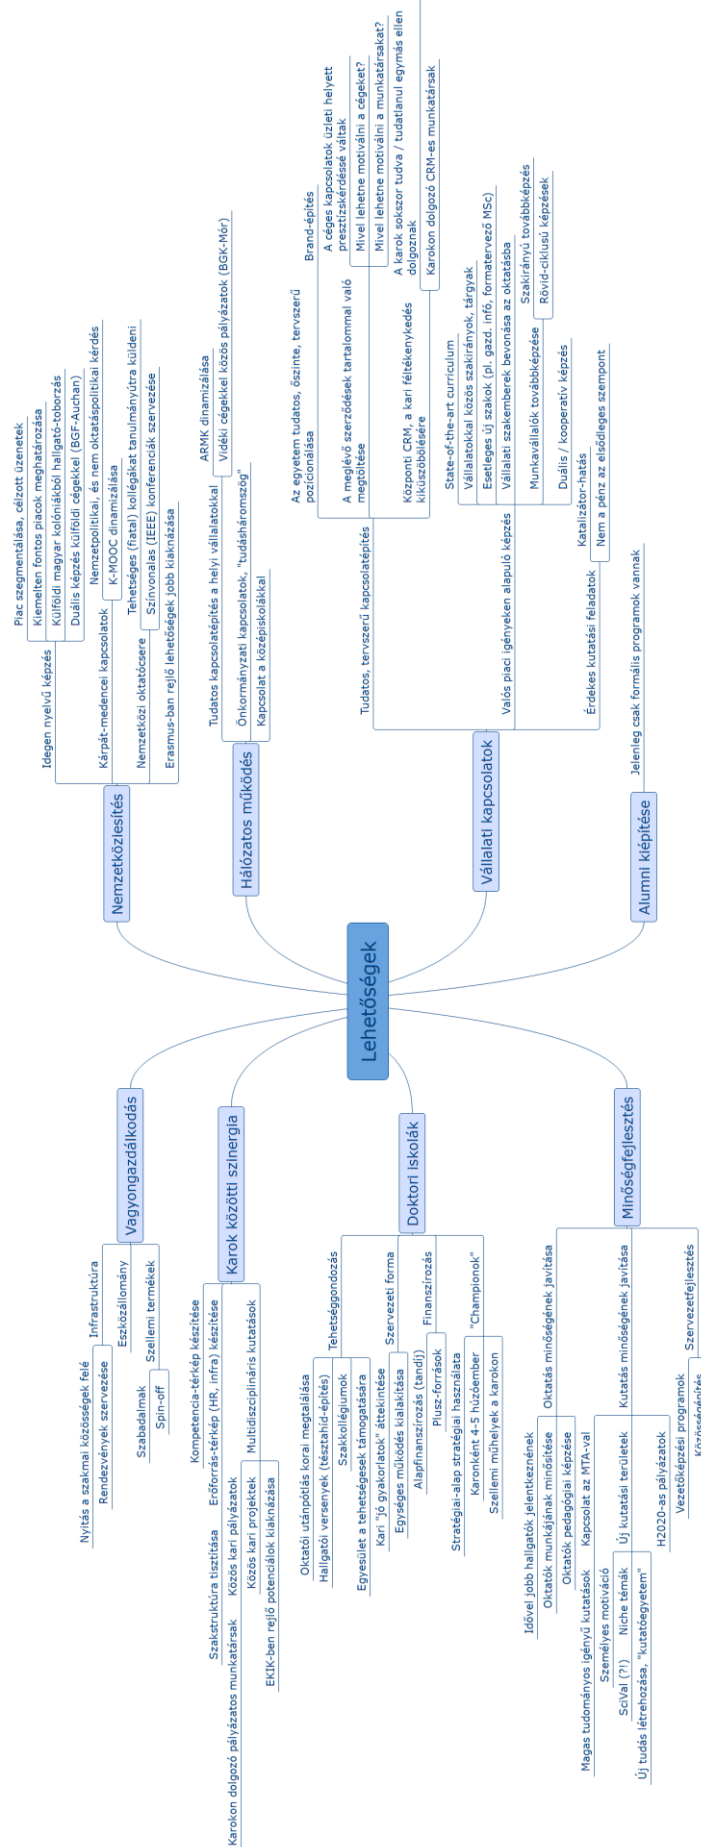 Lehetőségek
Nemzetközlesítés
Idegen nyelvű képzés
Piac szegmentálása, célzott üzenetek
Kiemelten fontos piacok meghatározása
Külföldi magyar kolóniákból hallgató-toborzás
Duális képzés külföldi cégekkel (BGF-Auchan)
Kárpát-medencei kapcsolatok
Nemzetpolitikai, és nem oktatáspolitikai kérdés
K-MOOC dinamizálása
Nemzetközi oktatócsere
Tehetséges (fiatal) kollégákat tanulmányútra küldeni
Színvonalas (IEEE) konferenciák szervezése
Erasmus-ban rejlő lehetőségek jobb kiaknázása
Hálózatos működés
Tudatos kapcsolatépítés a helyi vállalatokkal
ARMK dinamizálása
Vidéki cégekkel közös pályázatok (BGK-Mór)
Önkormányzati kapcsolatok, "tudásháromszög"
Kapcsolat a középiskolákkal
Vállalati kapcsolatok
Tudatos, tervszerű kapcsolatépítés
Az egyetem tudatos, őszinte, tervszerű
pozicionálása
Brand-építés
A meglévő szerződések tartalommal való
megtöltése
A céges kapcsolatok üzleti helyett
presztízskérdéssé váltak
Mivel lehetne motiválni a cégeket?
Mivel lehetne motiválni a munkatársakat?
Központi CRM, a kari féltékenykedés
kiküszöbölésére
A karok sokszor tudva / tudatlanul egymás ellen
dolgoznak
Karokon dolgozó CRM-es munkatársak
Valós piaci igényeken alapuló képzés
State-of-the-art curriculum
Vállalatokkal közös szakirányok, tárgyak
Esetleges új szakok (pl. gazd. infó, formatervező MSc)
Vállalati szakemberek bevonása az oktatásba
Munkavállalók továbbképzése
Szakirányú továbbképzés
Rövid-ciklusú képzések
Duális / kooperatív képzés
Érdekes kutatási feladatok
Katalizátor-hatás
Nem a pénz az elsődleges szempont
Alumni kiépítése
Jelenleg csak formális programok vannak
Vagyongazdálkodás
Infrastruktúra
Nyitás a szakmai közösségek felé
Rendezvények szervezése
Eszközállomány
Szellemi termékek
Szabadalmak
Spin-off
Karok közötti szinergia
Kompetencia-térkép készítése
Erőforrás-térkép (HR, infra) készítése
Szakstruktúra tisztítása
Multidiszciplináris kutatások
Közös kari pályázatok
Karokon dolgozó pályázatos munkatársak
Közös kari projektek
EKIK-ben rejlő potenciálok kiaknázása
Doktori iskolák
Tehetséggondozás
Oktatói utánpótlás korai megtalálása
Hallgatói versenyek (tésztahíd-építés)
Szakkollégiumok
Egyesület a tehetségesek támogatására
Szervezeti forma
Kari "jó gyakorlatok" áttekintése
Egységes működés kialakítása
Finanszírozás
Alapfinanszírozás (tandíj)
Plusz-források
Stratégiai-alap stratégiai használata
"Championok"
Karonként 4-5 húzóember
Szellemi műhelyek a karokon
Minőségfejlesztés
Oktatás minőségének javítása
Idővel jobb hallgatók jelentkeznének
Oktatók munkájának minősítése
Oktatók pedagógiai képzése
Kutatás minőségének javítása
Kapcsolat az MTA-val
Magas tudományos igényű kutatások
Új kutatási területek
Személyes motiváció
Niche témák
SciVal (?!)
Új tudás létrehozása, "kutatóegyetem"
H2020-as pályázatok
Szervezetfejlesztés
Vezetőképzési programok
Közösségépítés